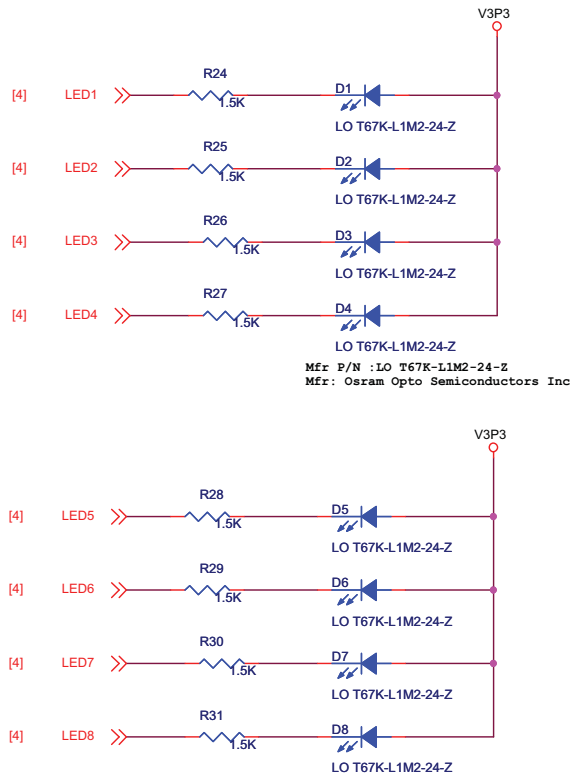 V3P3
R24
[4] LED1 1.5K D1
LO T67K-L1M2-24-Z
R25
[4] LED2 1.5K D2
LO T67K-L1M2-24-Z
R26
[4] LED3 1.5K D3
LO T67K-L1M2-24-Z
R27
[4] LED4 1.5K D4
LO T67K-L1M2-24-Z
Mfr P/N :LO T67K-L1M2-24-Z
Mfr: Osram Opto Semiconductors Inc
V3P3
R28
[4] LED5 1.5K D5
LO T67K-L1M2-24-Z
R29
[4] LED6 1.5K D6
LO T67K-L1M2-24-Z
R30
[4] LED7 1.5K D7
LO T67K-L1M2-24-Z
R31
[4] LED8 1.5K D8
LO T67K-L1M2-24-Z